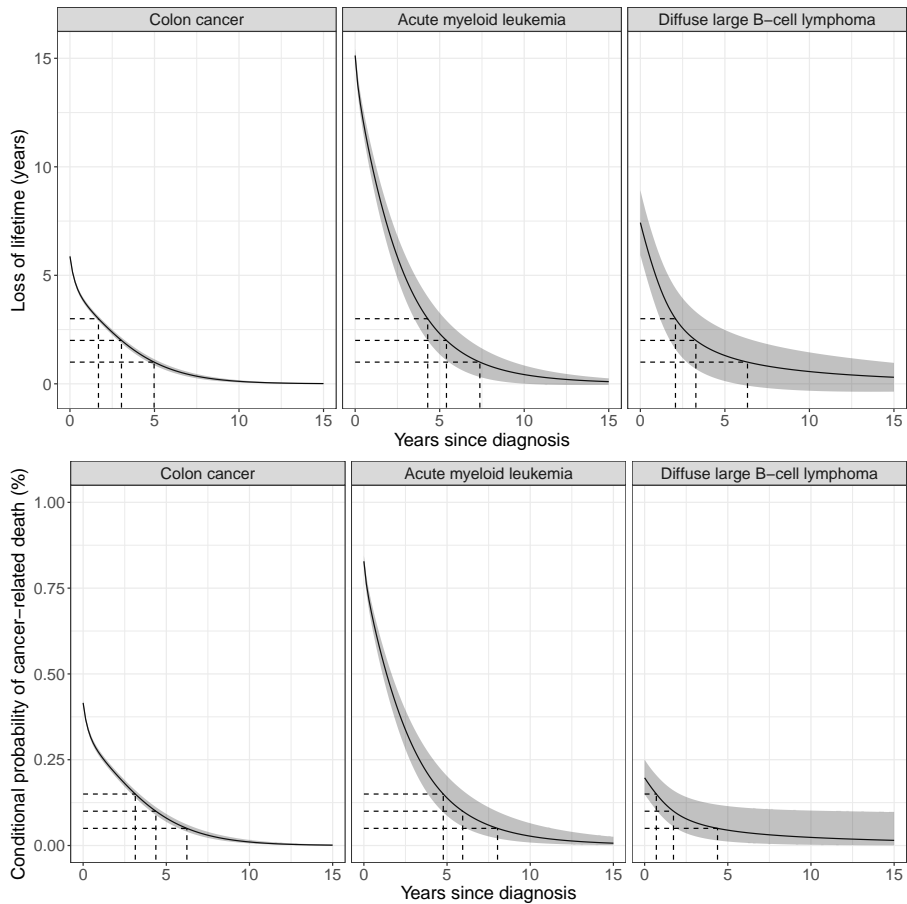 Colon cancer
Acute myeloid leukemia
Diffuse large B−cell lymphoma
15
10
5
0
Loss of lifetime (years)
0 5 10 15
0 5 10 15
0 5 10 15
Years since diagnosis
Colon cancer
Acute myeloid leukemia
Diffuse large B−cell lymphoma
1.00
0.75
0.50
0.25
0.00
Conditional probability of cancer−related death (%)
0 5 10 15
0 5 10 15
0 5 10 15
Years since diagnosis